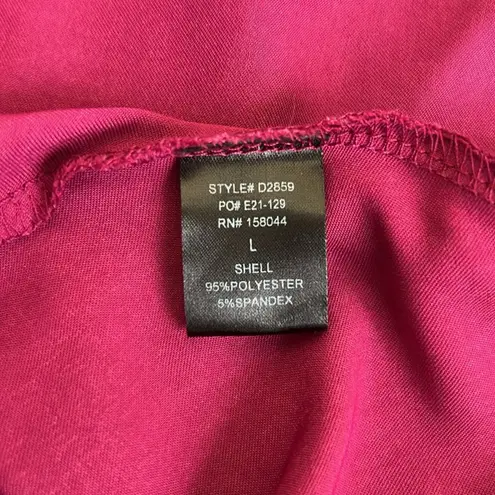 STYLE# D2659
PO# E21-129
RN# 158044
L
SHELL
95%POLYESTER
5%SPANDEX